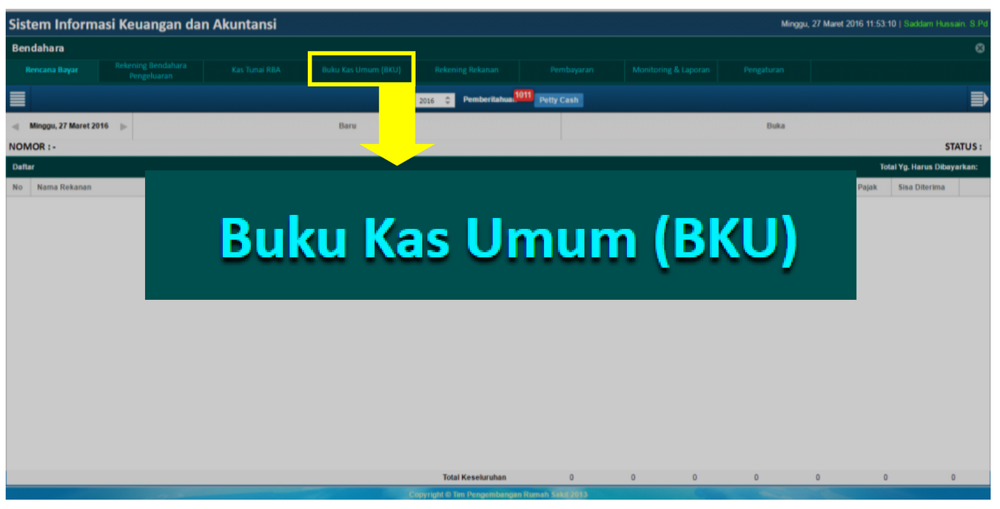 Sistem Informasi Keuangan dan Akuntansi
Minggu, 27 Maret 2016 11:53:10 | Saddam Hussain. S.Pd
Bendahara
Rencana Bayar
Rekening Bendahara
Pengeluaran
Kas Tunai RBA
Buku Kas Umum (BKU)
Rekening Rekanan
Pembayaran
Monitoring & Laporan
Pengaturan
2016
Pemberitahuan
1011
Petty Cash
Minggu, 27 Maret 2016
Baru
Buka
NOMOR : -
STATUS :
Daftar
Total Yg. Harus Dibayarkan:
No
Nama Rekanan
Pajak
Sisa Diterima
Buku Kas Umum (BKU)
Total Keseluruhan
0 0 0 0 0 0 0
Copyright © Tim Pengembangan Rumah Sakit 2013